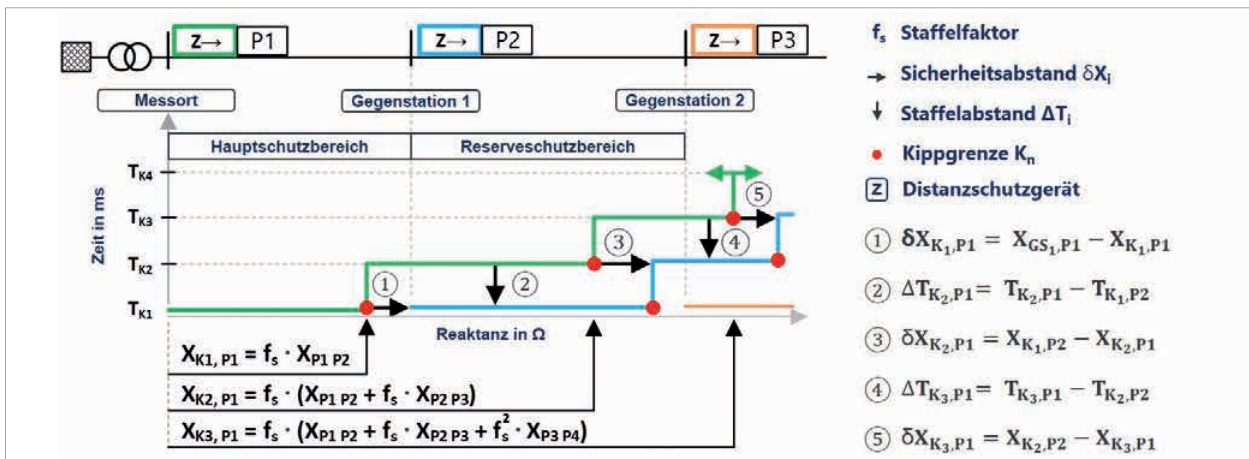 Z→ P1 Z→ P2 Z→ P3
Messort Gegenstation 1 Gegenstation 2
Hauptschutzbereich Reserveschutzbereich
Zeit in ms
T_K4
T_K3
T_K2
T_K1
① ② ③ ④ ⑤
Reaktanz in Ω
X_K1, P1 = f_s · X_P1 P2
X_K2, P1 = f_s · (X_P1 P2 + f_s · X_P2 P3)
X_K3, P1 = f_s · (X_P1 P2 + f_s · X_P2 P3 + f_s² · X_P3 P4)
f_s Staffelfaktor
→ Sicherheitsabstand δX_i
↓ Staffelabstand ΔT_i
Kippgrenze K_n
Z Distanzschutzgerät
① δX_K₁,P1 = X_GS₁,P1 − X_K₁,P1
② ΔT_K₂,P1 = T_K₂,P1 − T_K₁,P2
③ δX_K₂,P1 = X_K₁,P2 − X_K₂,P1
④ ΔT_K₃,P1 = T_K₃,P1 − T_K₂,P2
⑤ δX_K₃,P1 = X_K₂,P2 − X_K₃,P1